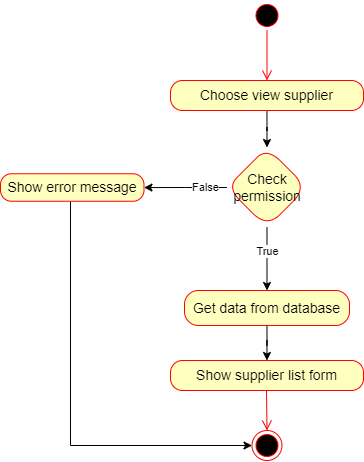 Choose view supplier
Check
permission
Show error message
False
True
Get data from database
Show supplier list form